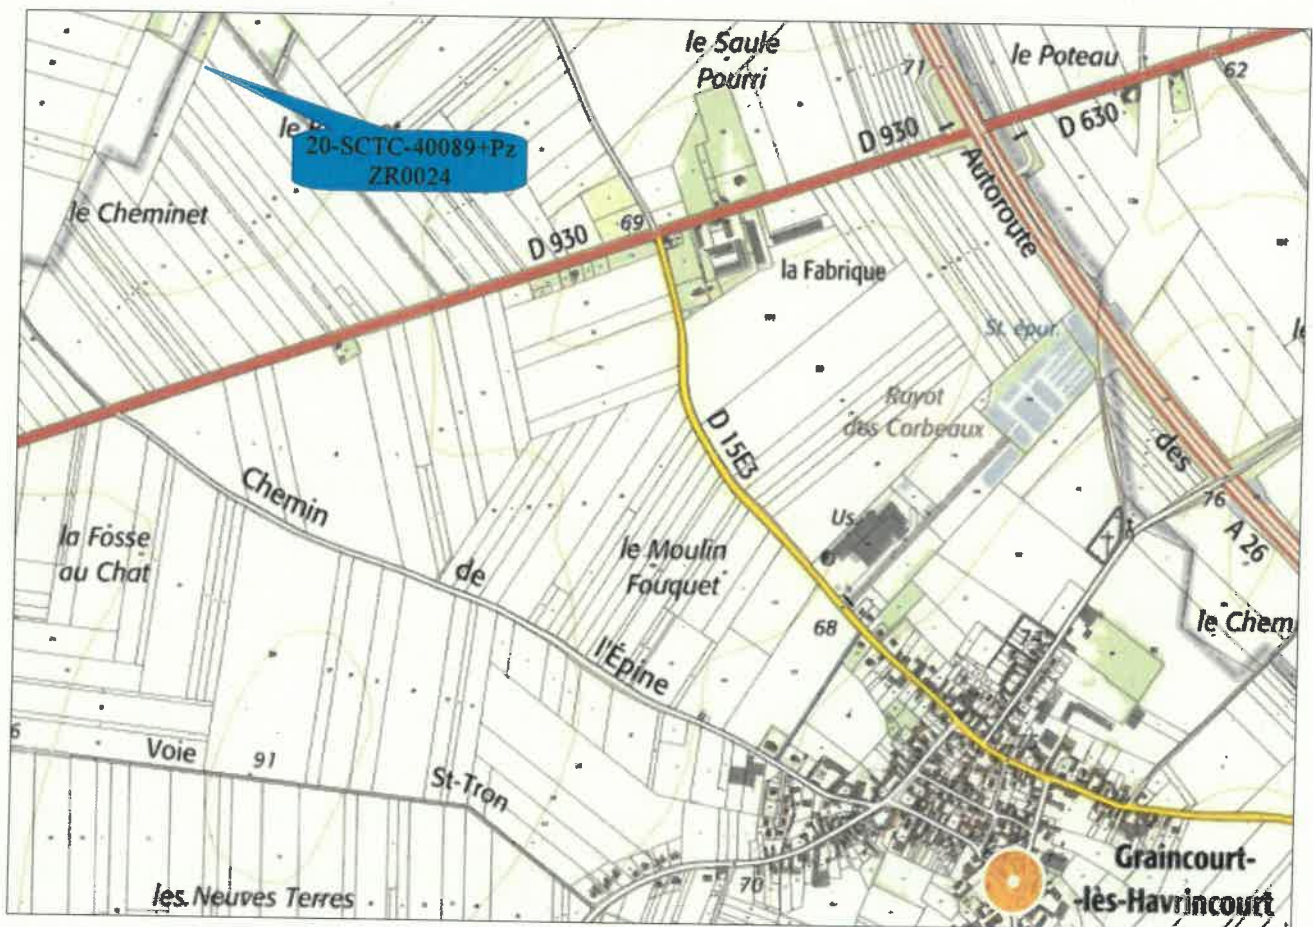 le Saule
Pourri
71
le Poteau
62
D 930
D 630
20-SCTC-40089+Pz
ZR0024
le Cheminet
D 930
69
Autoroute
la Fabrique
St. épur.
Rayot
des Corbeaux
D 15E3
des
76
A 26
Chemin
la Fosse
au Chat
Us.
de
le Moulin
Fouquet
68
le Chem
l'Épine
6
Voie
91
St-Tron
70
Graincourt-
-lès-Havrincourt
les Neuves Terres